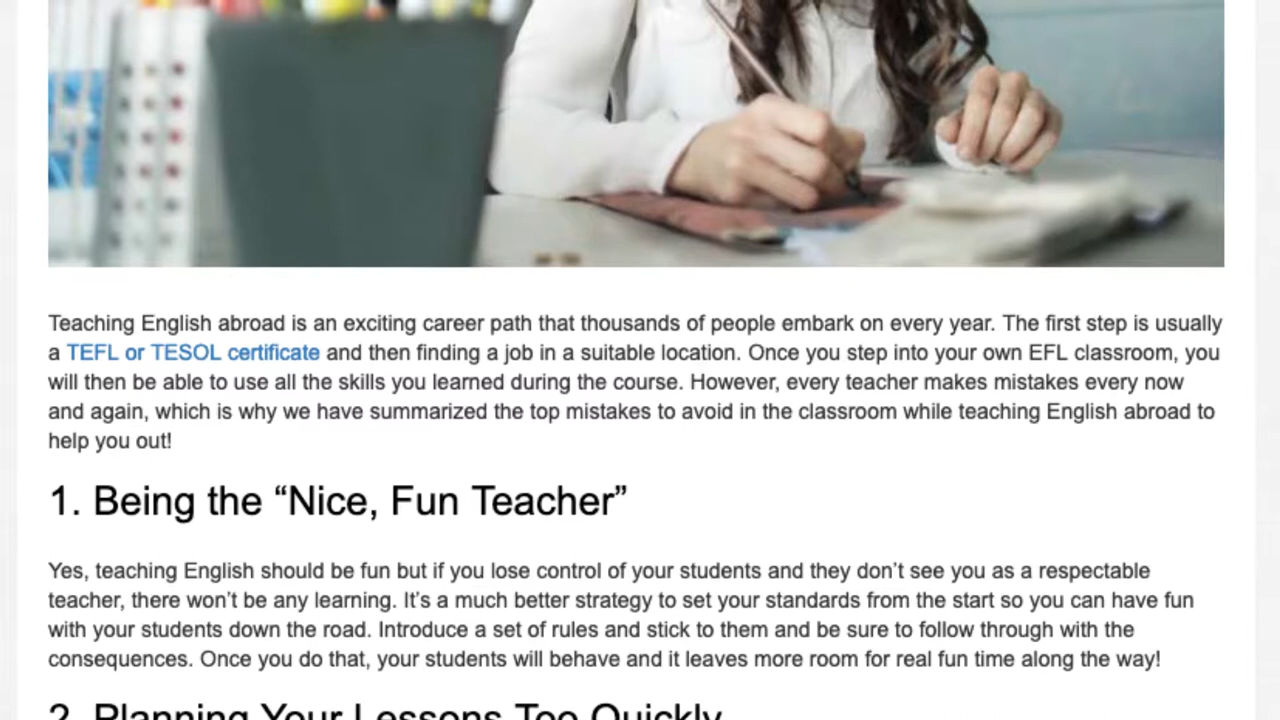 Teaching English abroad is an exciting career path that thousands of people embark on every year. The first step is usually
a TEFL or TESOL certificate and then finding a job in a suitable location. Once you step into your own EFL classroom, you
will then be able to use all the skills you learned during the course. However, every teacher makes mistakes every now
and again, which is why we have summarized the top mistakes to avoid in the classroom while teaching English abroad to
help you out!
1. Being the “Nice, Fun Teacher”
Yes, teaching English should be fun but if you lose control of your students and they don’t see you as a respectable
teacher, there won’t be any learning. It’s a much better strategy to set your standards from the start so you can have fun
with your students down the road. Introduce a set of rules and stick to them and be sure to follow through with the
consequences. Once you do that, your students will behave and it leaves more room for real fun time along the way!
2. Planning Your Lessons Too Quickly